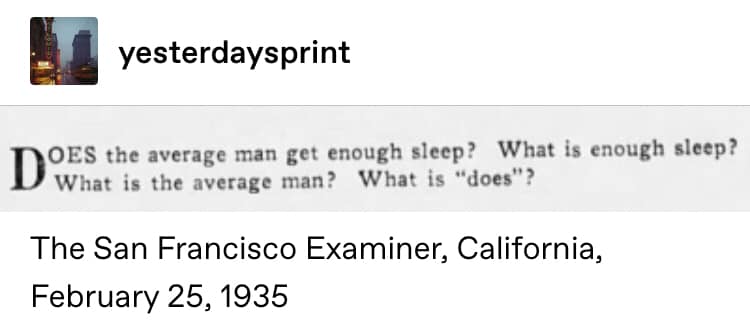 yesterdaysprint
DOES the average man get enough sleep? What is enough sleep?
What is the average man? What is "does"?
The San Francisco Examiner, California,
February 25, 1935